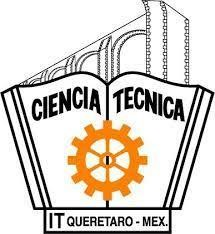 CIENCIA TECNICA
IT QUERETARO - MEX.